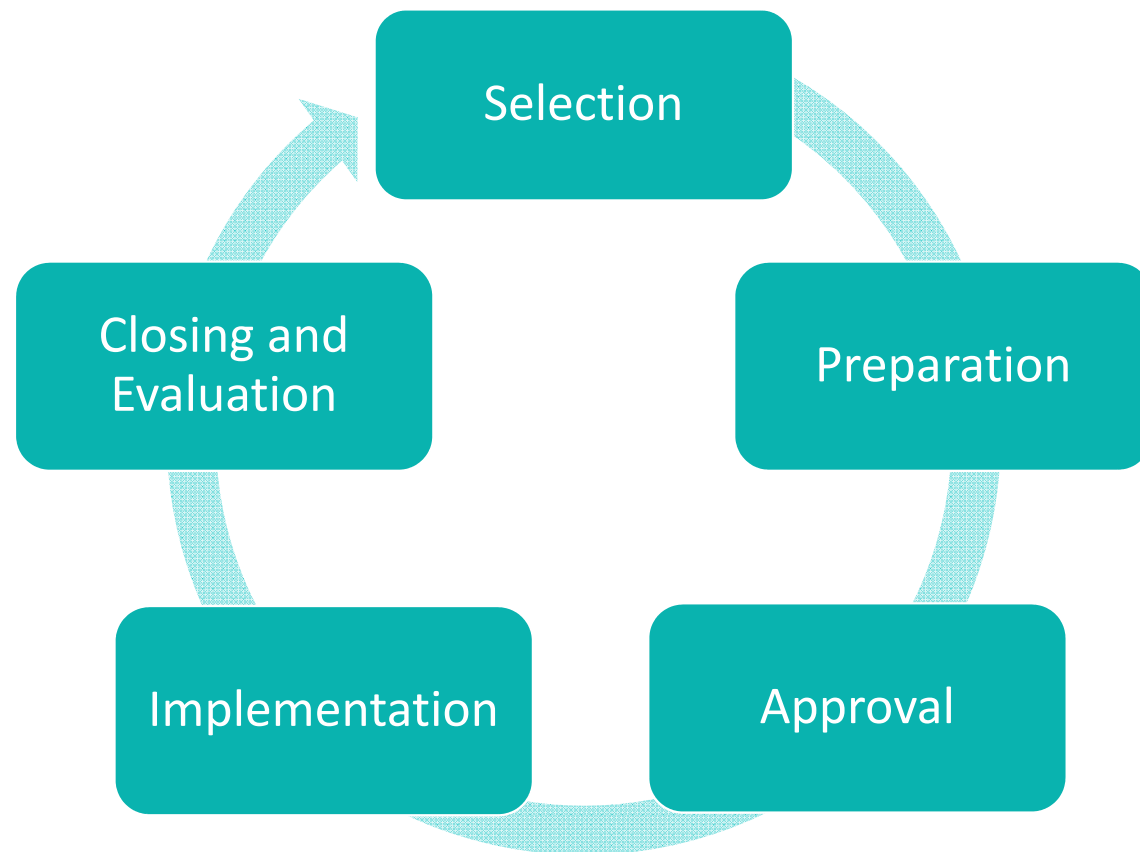 Selection
Preparation
Approval
Implementation
Closing and
Evaluation